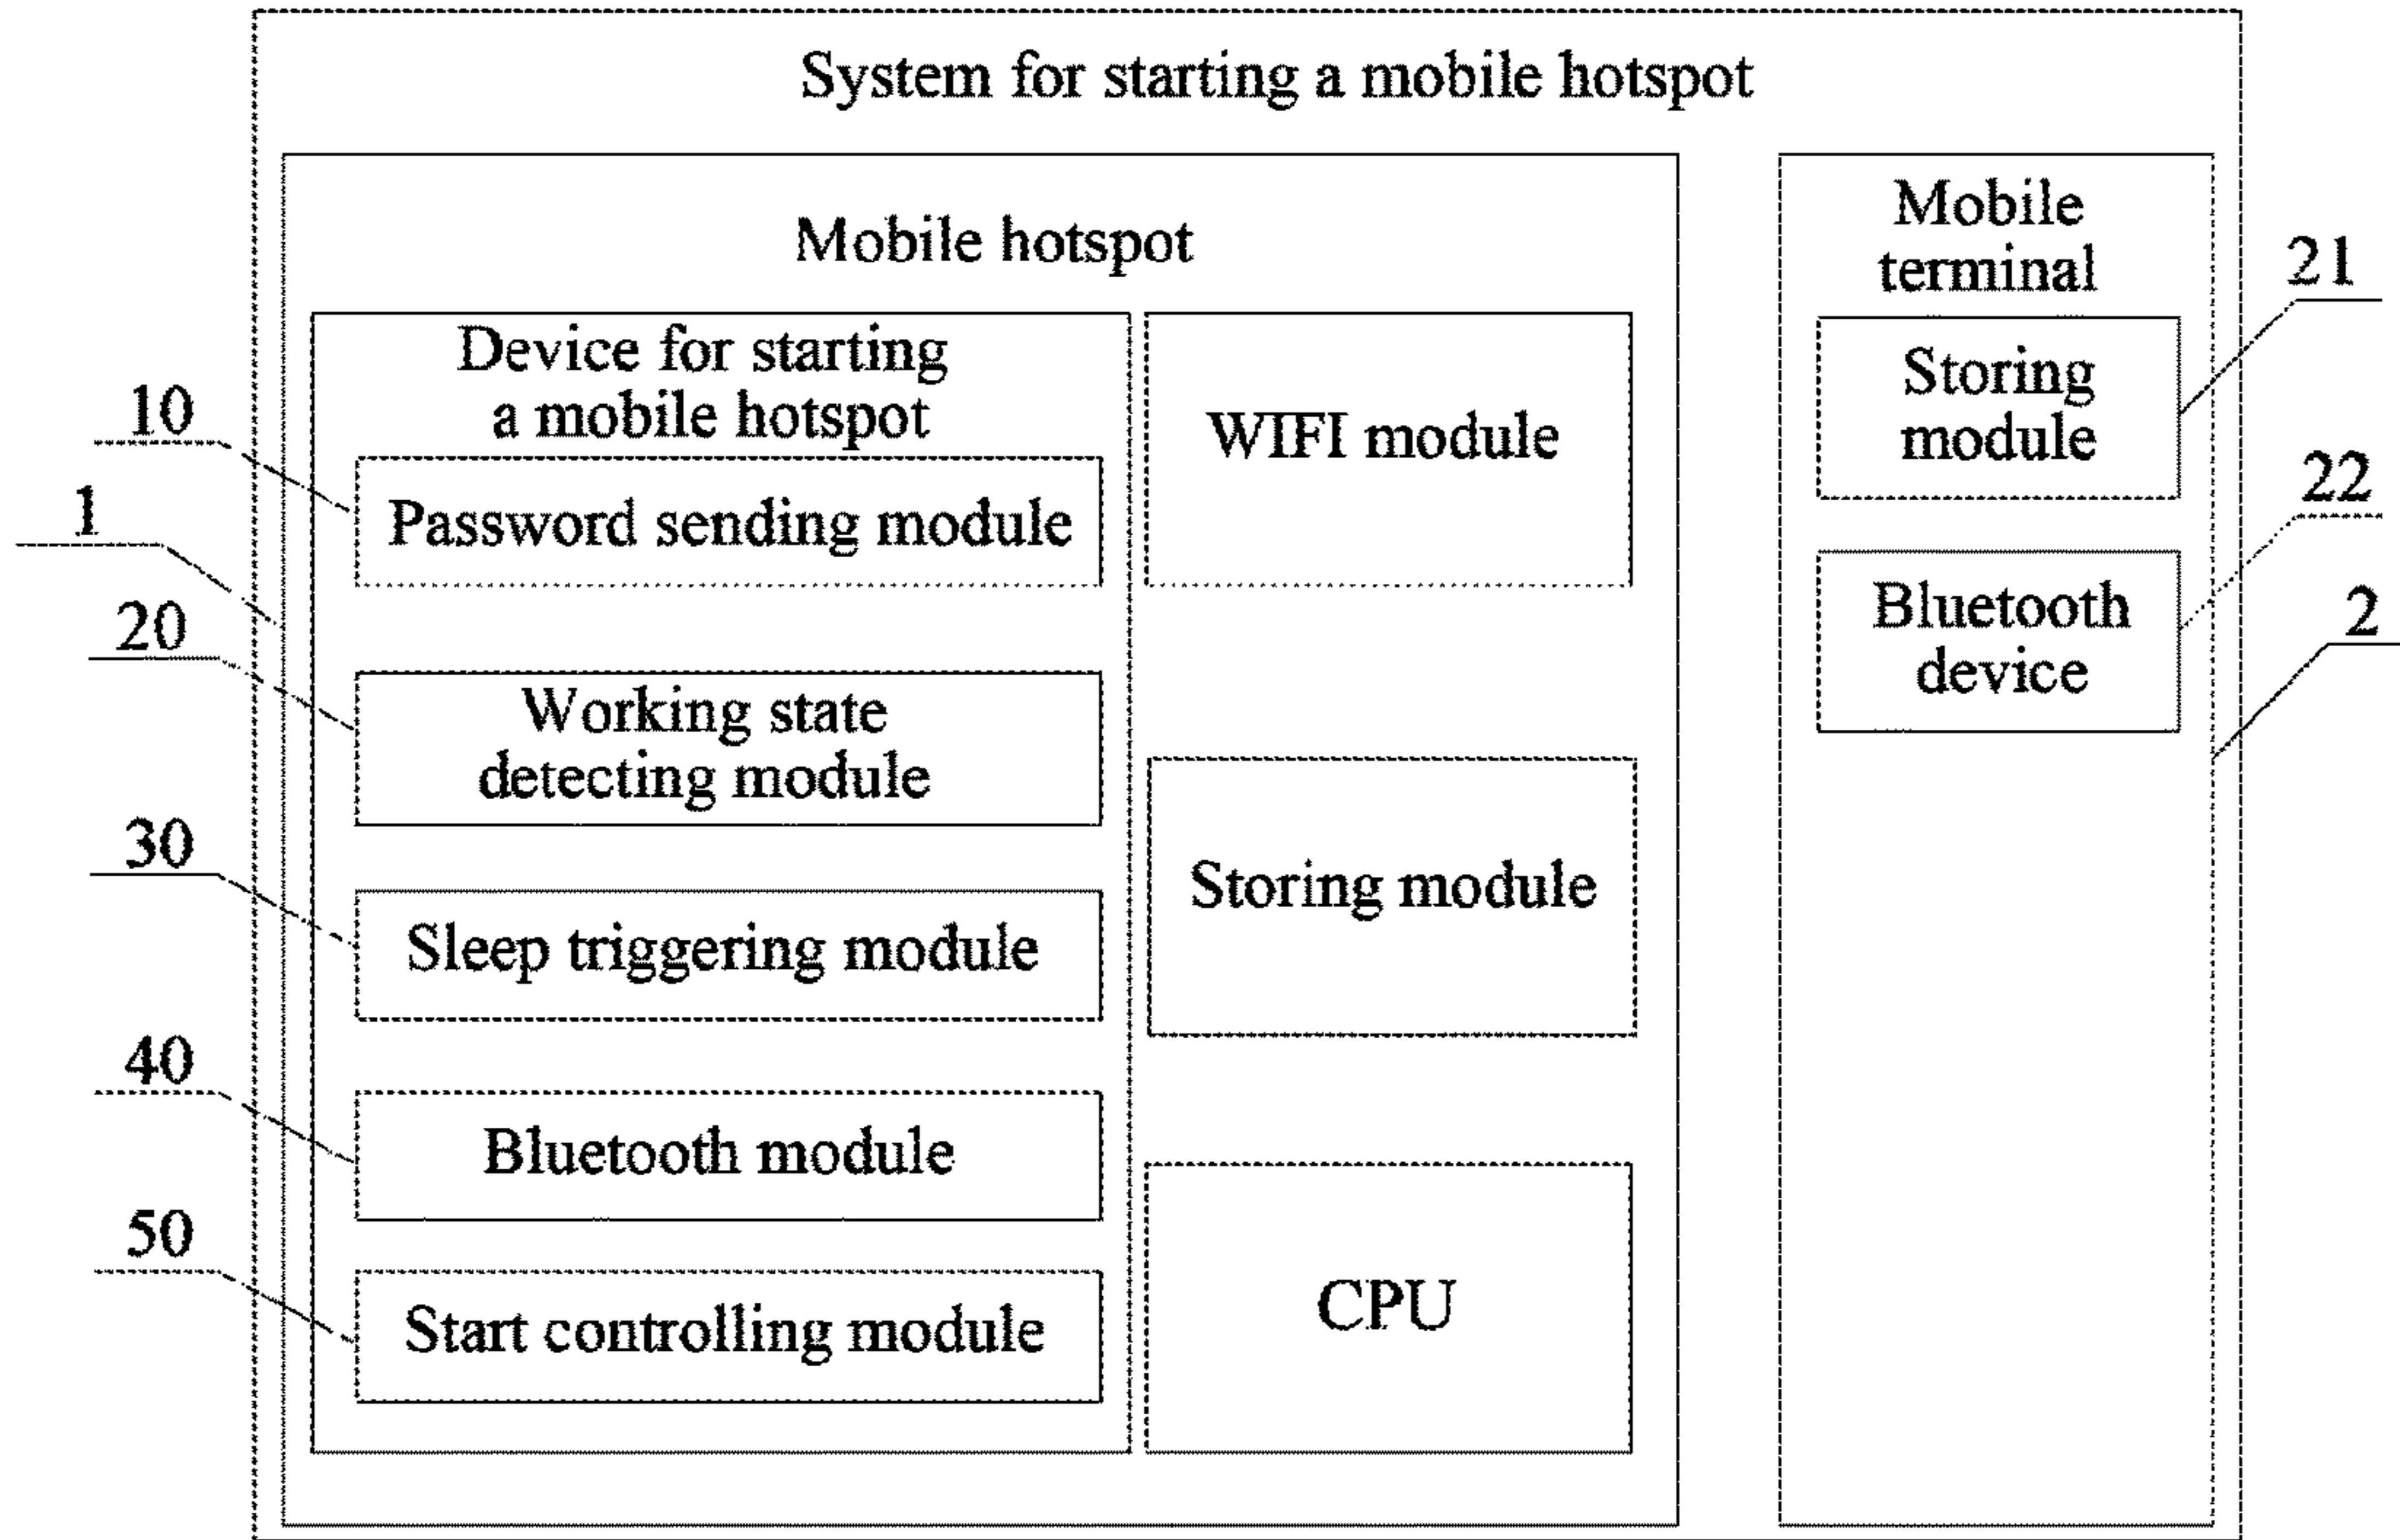 System for starting a mobile hotspot
Mobile hotspot
Device for starting
a mobile hotspot
10
Password sending module
1
20
Working state
detecting module
30
Sleep triggering module
40
Bluetooth module
50
Start controlling module
WIFI module
Storing module
CPU
Mobile
terminal
21
Storing
module
22
Bluetooth
device
2